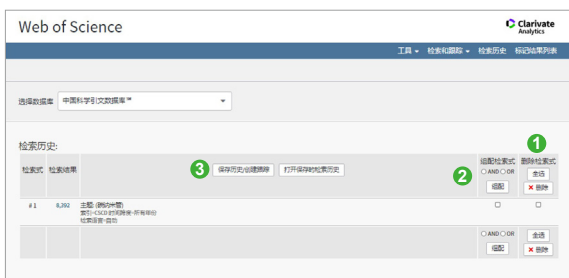 Web of Science
Clarivate
Analytics
工具 检索和跟踪 检索历史 标记结果列表
选择数据库 中国科学引文数据库℠
检索历史:
1
检索式 检索结果 3 保存历史/创建跟踪 打开保存的检索历史 2 组配检索式 删除检索式
AND OR 全选
组配 × 删除
#1 8,392 主题: (碳纳米管)
索引=CSCD 时间跨度=所有年份
检索语言=自动
AND OR 全选
组配 × 删除